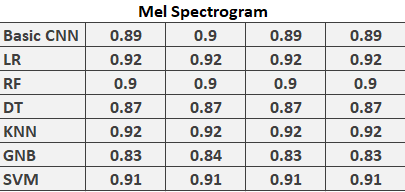 Mel Spectrogram
Basic CNN 0.89 0.9 0.89 0.89
LR 0.92 0.92 0.92 0.92
RF 0.9 0.9 0.9 0.9
DT 0.87 0.87 0.87 0.87
KNN 0.92 0.92 0.92 0.92
GNB 0.83 0.84 0.83 0.83
SVM 0.91 0.91 0.91 0.91